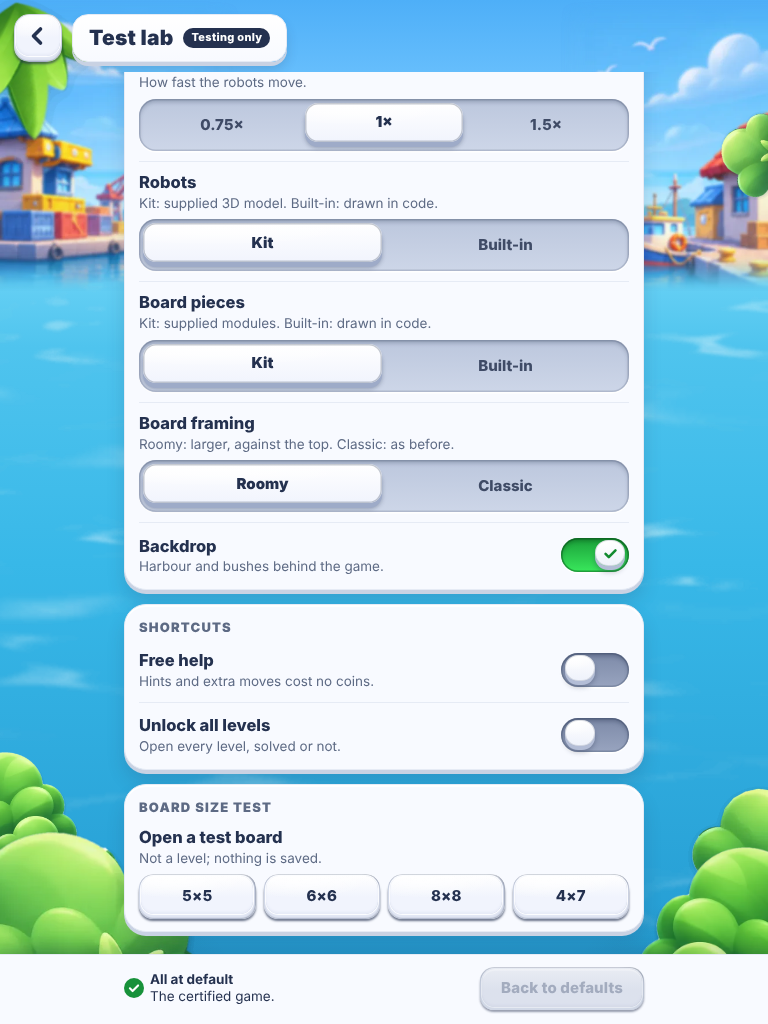 Test lab
Testing only
How fast the robots move.
0.75×
1×
1.5×
Robots
Kit: supplied 3D model. Built-in: drawn in code.
Kit
Built-in
Board pieces
Kit: supplied modules. Built-in: drawn in code.
Kit
Built-in
Board framing
Roomy: larger, against the top. Classic: as before.
Roomy
Classic
Backdrop
Harbour and bushes behind the game.
SHORTCUTS
Free help
Hints and extra moves cost no coins.
Unlock all levels
Open every level, solved or not.
BOARD SIZE TEST
Open a test board
Not a level; nothing is saved.
5×5
6×6
8×8
4×7
All at default
The certified game.
Back to defaults